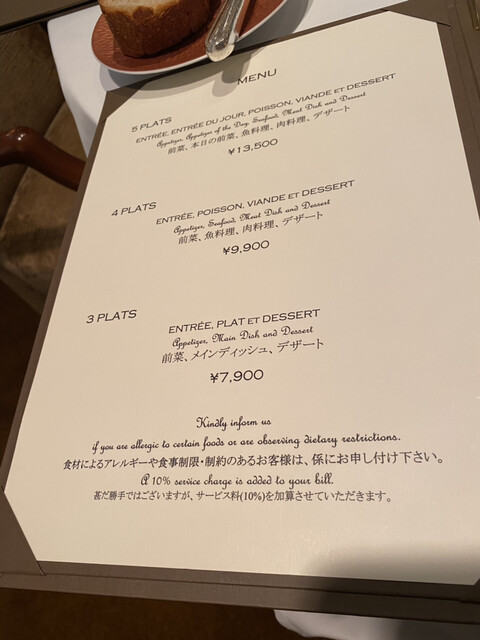 MENU
5 PLATS
ENTRÉE, ENTRÉE DU JOUR, POISSON, VIANDE ET DESSERT
Appetizer, Appetizer of the Day, Seafood, Meat Dish and Dessert
前菜、本日の前菜、魚料理、肉料理、デザート
¥13,500
4 PLATS
ENTRÉE, POISSON, VIANDE ET DESSERT
Appetizer, Seafood, Meat Dish and Dessert
前菜、魚料理、肉料理、デザート
¥9,900
3 PLATS
ENTRÉE, PLAT ET DESSERT
Appetizer, Main Dish and Dessert
前菜、メインディッシュ、デザート
¥7,900
Kindly inform us
if you are allergic to certain foods or are observing dietary restrictions.
食材によるアレルギーや食事制限・制約のあるお客様は、係にお申し付け下さい。
A 10% service charge is added to your bill.
甚だ勝手ではございますが、サービス料(10%)を加算させていただきます。